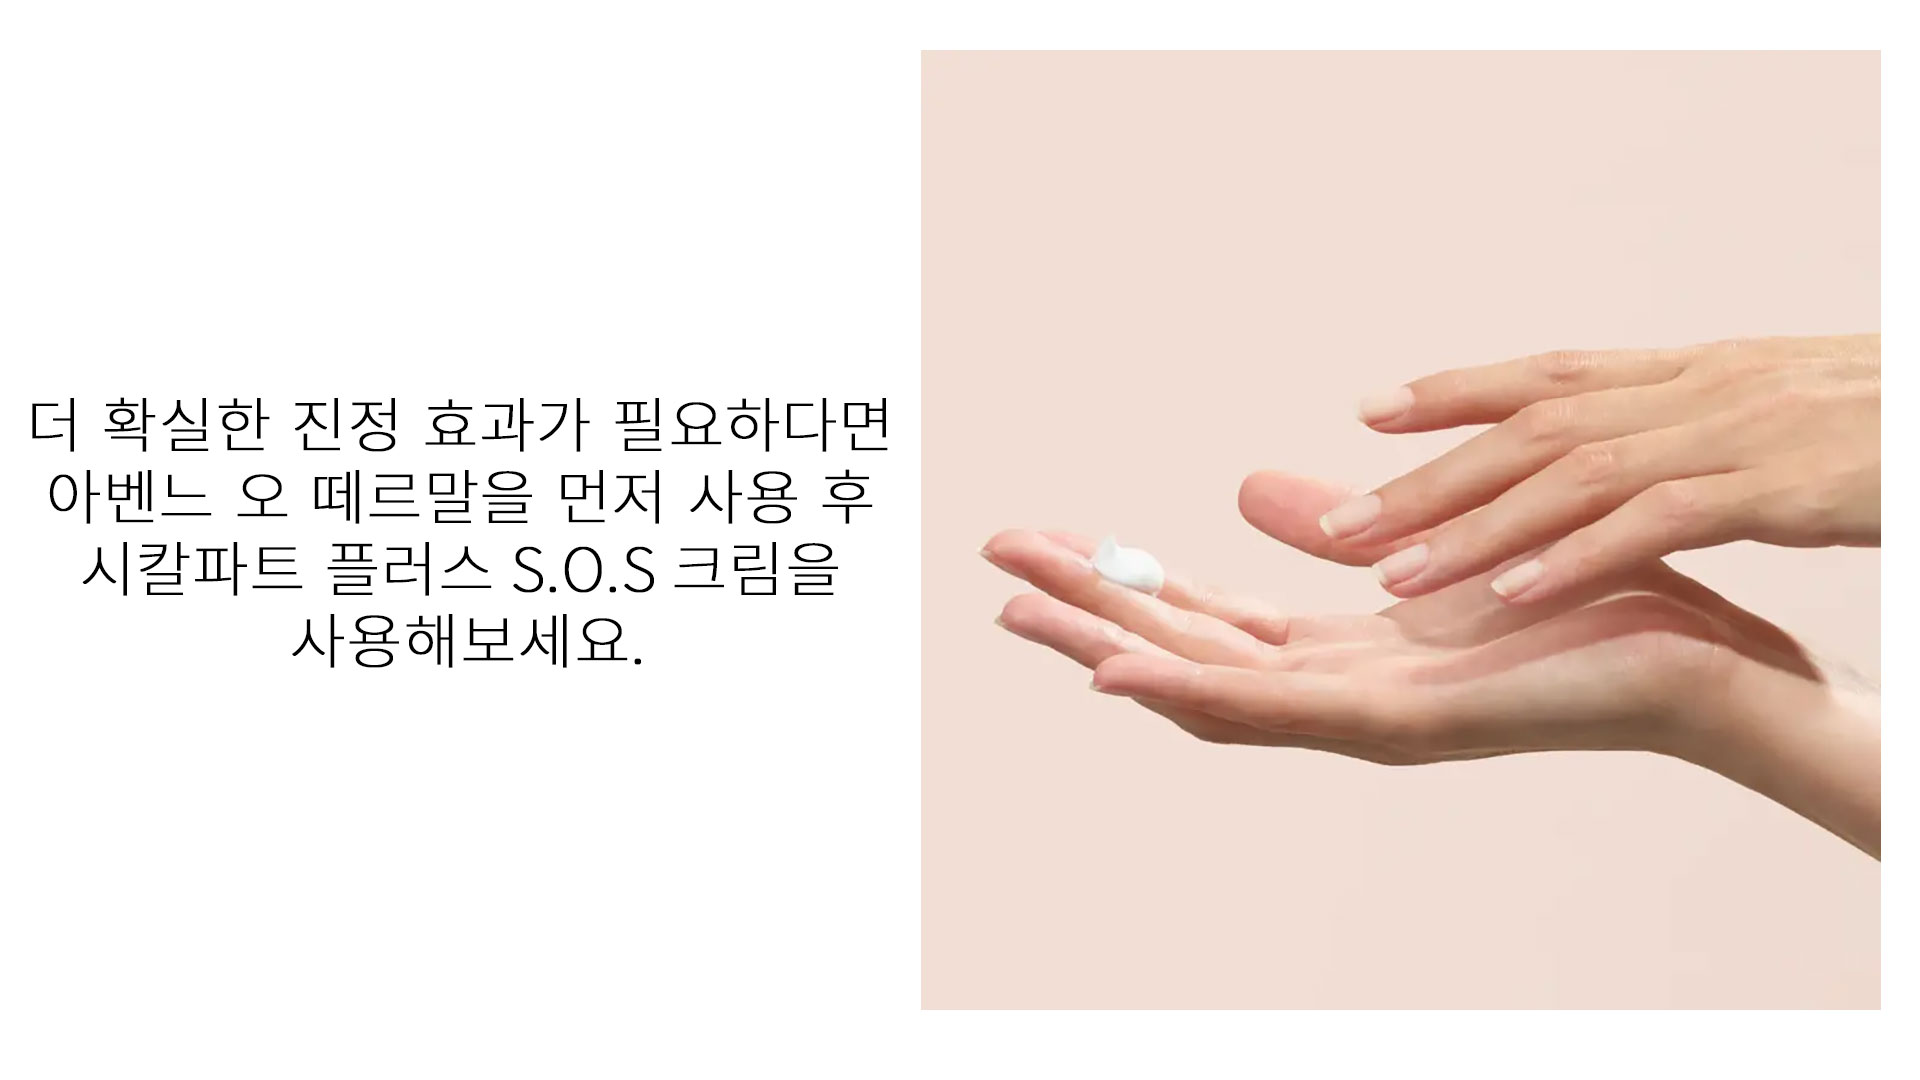 더 확실한 진정 효과가 필요하다면
아벤느 오 떼르말을 먼저 사용 후
시칼파트 플러스 S.O.S 크림을
사용해보세요.